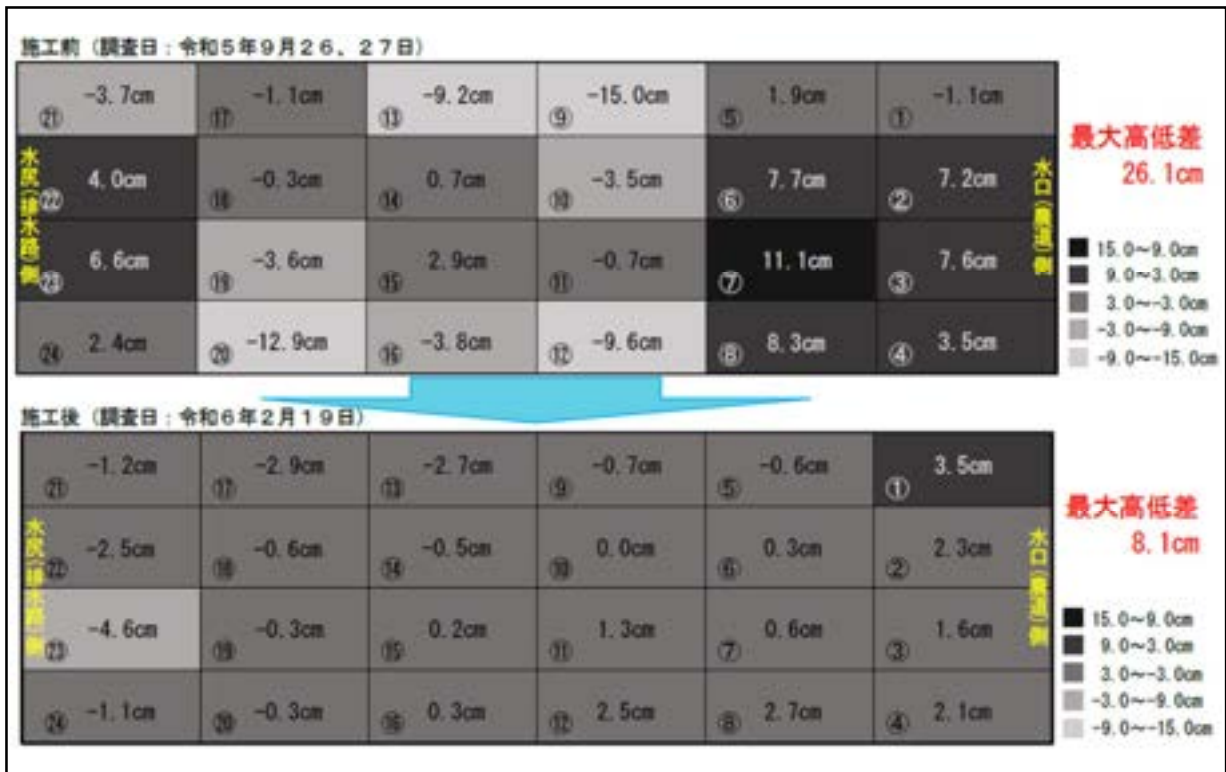 施工前（調査日：令和5年9月26、27日）
-3.7cm -1.1cm -9.2cm -15.0cm 1.9cm -1.1cm
㉑ ⑰ ⑬ ⑨ ⑤ ①
4.0cm -0.3cm 0.7cm -3.5cm 7.7cm 7.2cm
㉒ ⑱ ⑭ ⑩ ⑥ ②
6.6cm -3.6cm 2.9cm -0.7cm 11.1cm 7.6cm
㉓ ⑲ ⑮ ⑪ ⑦ ③
2.4cm -12.9cm -3.8cm -9.6cm 8.3cm 3.5cm
㉔ ⑳ ⑯ ⑫ ⑧ ④
水尻（排水路）側
水口（農道）側
最大高低差
26.1cm
15.0～9.0cm
9.0～3.0cm
3.0～-3.0cm
-3.0～-9.0cm
-9.0～-15.0cm
施工後（調査日：令和6年2月19日）
-1.2cm -2.9cm -2.7cm -0.7cm -0.6cm 3.5cm
㉑ ⑰ ⑬ ⑨ ⑤ ①
-2.5cm -0.6cm -0.5cm 0.0cm 0.3cm 2.3cm
㉒ ⑱ ⑭ ⑩ ⑥ ②
-4.6cm -0.3cm 0.2cm 1.3cm 0.6cm 1.6cm
㉓ ⑲ ⑮ ⑪ ⑦ ③
-1.1cm -0.3cm 0.3cm 2.5cm 2.7cm 2.1cm
㉔ ⑳ ⑯ ⑫ ⑧ ④
水尻（排水路）側
水口（農道）側
最大高低差
8.1cm
15.0～9.0cm
9.0～3.0cm
3.0～-3.0cm
-3.0～-9.0cm
-9.0～-15.0cm